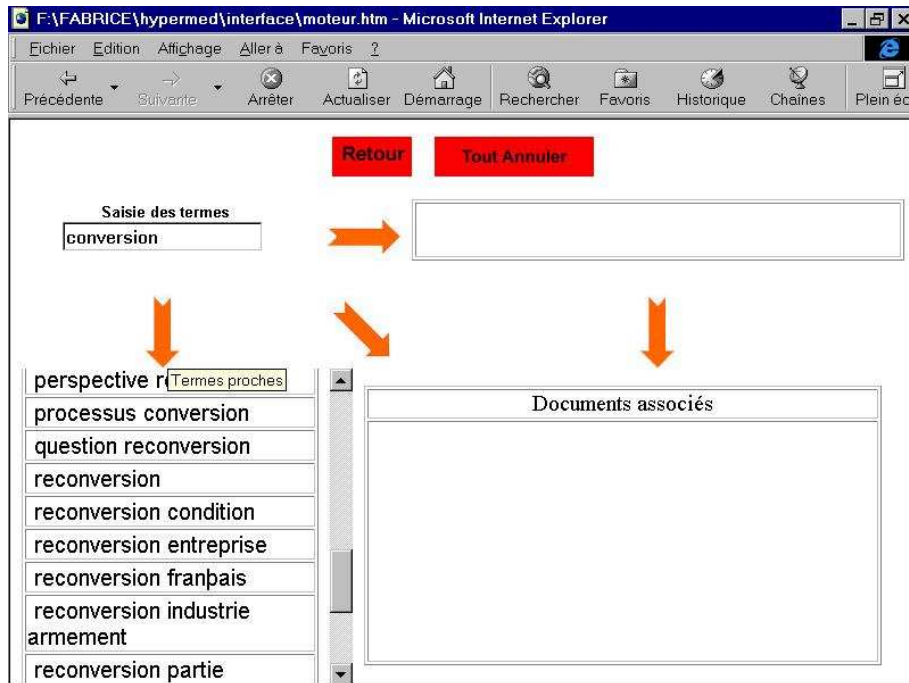 F:\FABRICE\hypermed\interface\moteur.htm - Microsoft Internet Explorer
Fichier Edition Affichage Aller à Favoris ?
Précédente Suivante Arrêter Actualiser Démarrage Rechercher Favoris Historique Chaînes Plein éc
Retour Tout Annuler
Saisie des termes
conversion
perspective r
Termes proches
processus conversion
question reconversion
reconversion
reconversion condition
reconversion entreprise
reconversion franþais
reconversion industrie
armement
reconversion partie
Documents associés